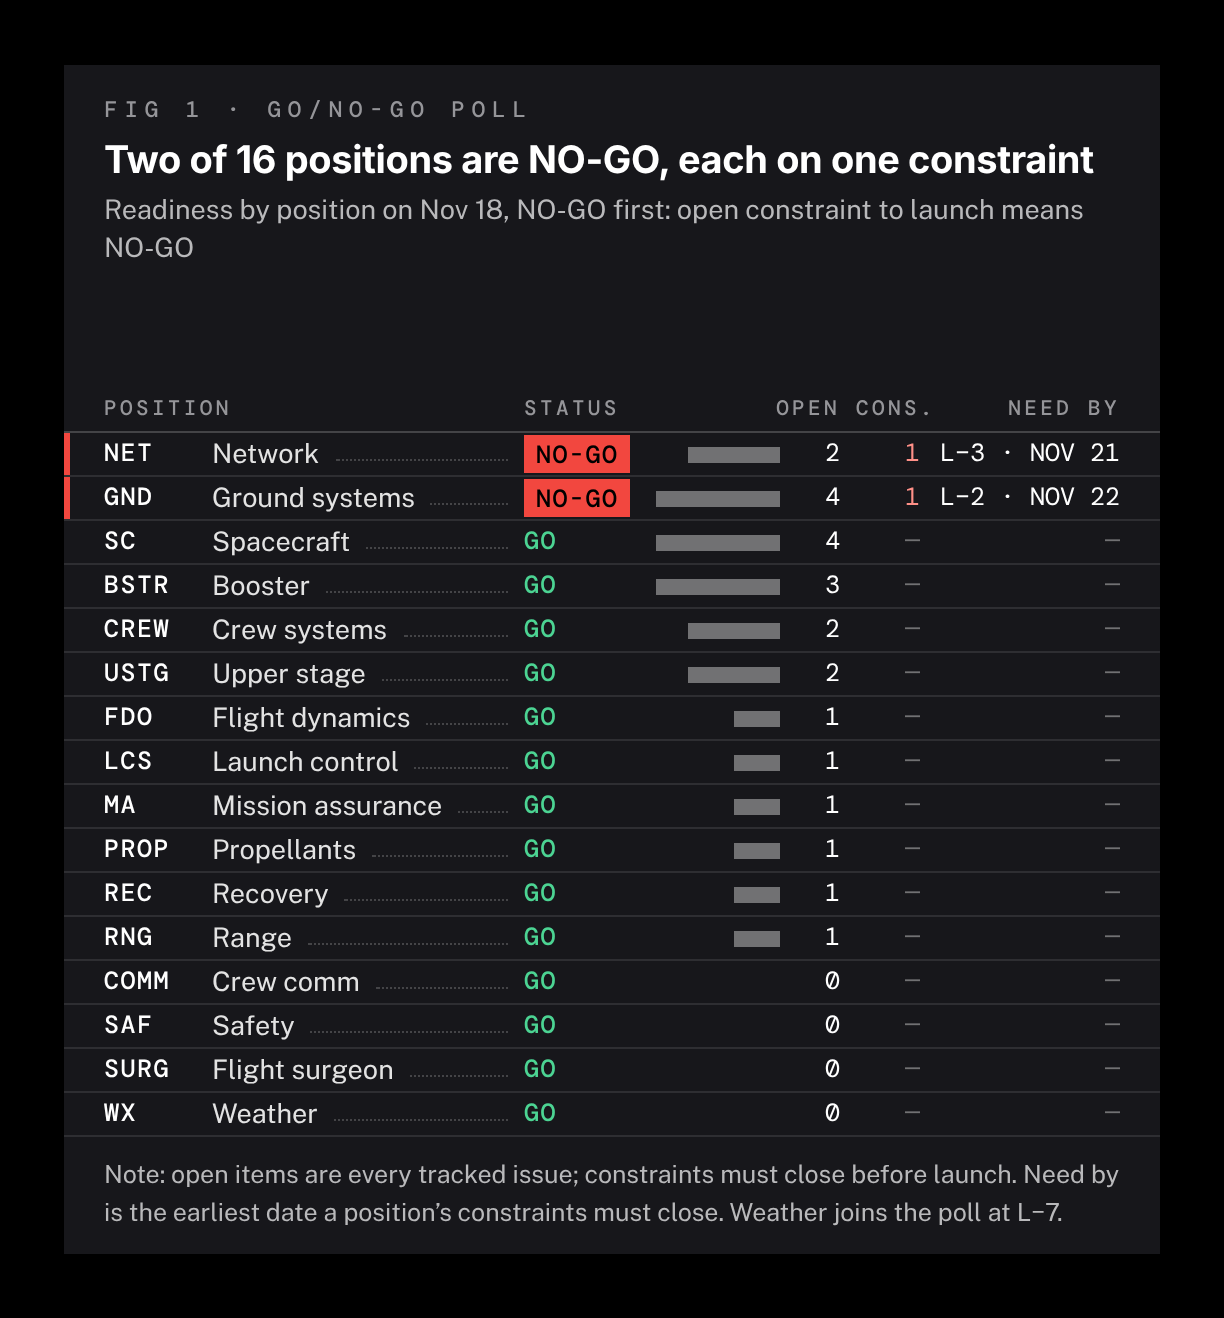 FIG 1 · GO/NO-GO POLL
Two of 16 positions are NO-GO, each on one constraint
Readiness by position on Nov 18, NO-GO first: open constraint to launch means
NO-GO
POSITION STATUS OPEN CONS. NEED BY
NET Network NO-GO 2 1 L−3 · NOV 21
GND Ground systems NO-GO 4 1 L−2 · NOV 22
SC Spacecraft GO 4 — —
BSTR Booster GO 3 — —
CREW Crew systems GO 2 — —
USTG Upper stage GO 2 — —
FDO Flight dynamics GO 1 — —
LCS Launch control GO 1 — —
MA Mission assurance GO 1 — —
PROP Propellants GO 1 — —
REC Recovery GO 1 — —
RNG Range GO 1 — —
COMM Crew comm GO 0 — —
SAF Safety GO 0 — —
SURG Flight surgeon GO 0 — —
WX Weather GO 0 — —
Note: open items are every tracked issue; constraints must close before launch. Need by
is the earliest date a position’s constraints must close. Weather joins the poll at L−7.